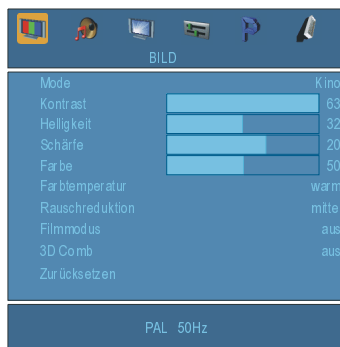 BILD
Mode Kino
Kontrast 63
Helligkeit 32
Schärfe 20
Farbe 50
Farbtemperatur warm
Rauschreduktion mitte
Filmmodus aus
3D Comb aus
Zurücksetzen
PAL 50Hz